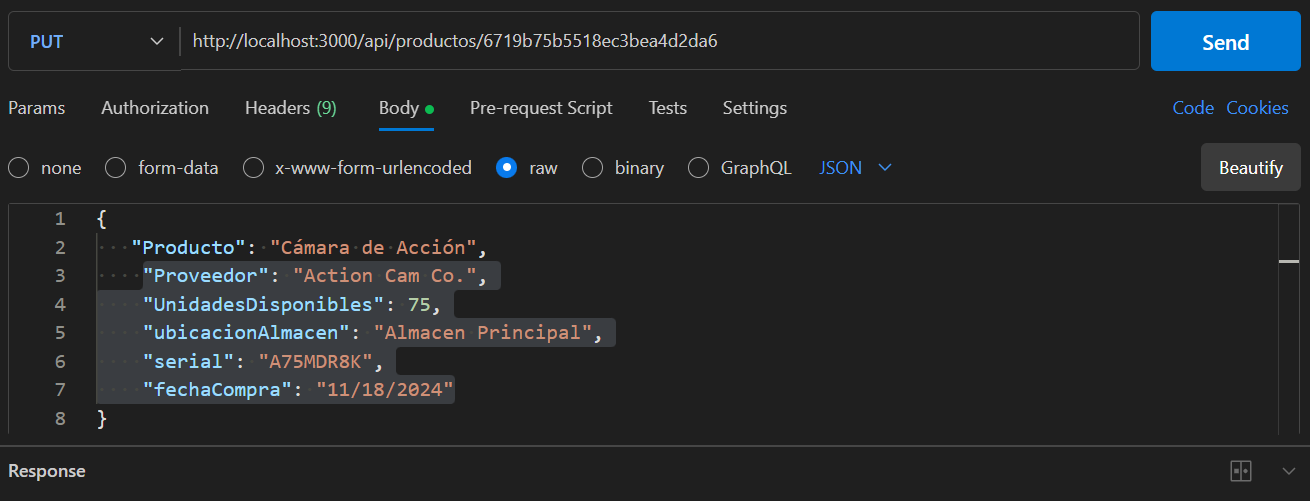 PUT http://localhost:3000/api/productos/6719b75b5518ec3bea4d2da6 Send
Params Authorization Headers (9) Body Pre-request Script Tests Settings Code Cookies
none form-data x-www-form-urlencoded raw binary GraphQL JSON Beautify
1 {
2 "Producto": "Cámara de Acción",
3 "Proveedor": "Action Cam Co.",
4 "UnidadesDisponibles": 75,
5 "ubicacionAlmacen": "Almacen Principal",
6 "serial": "A75MDR8K",
7 "fechaCompra": "11/18/2024"
8 }
Response